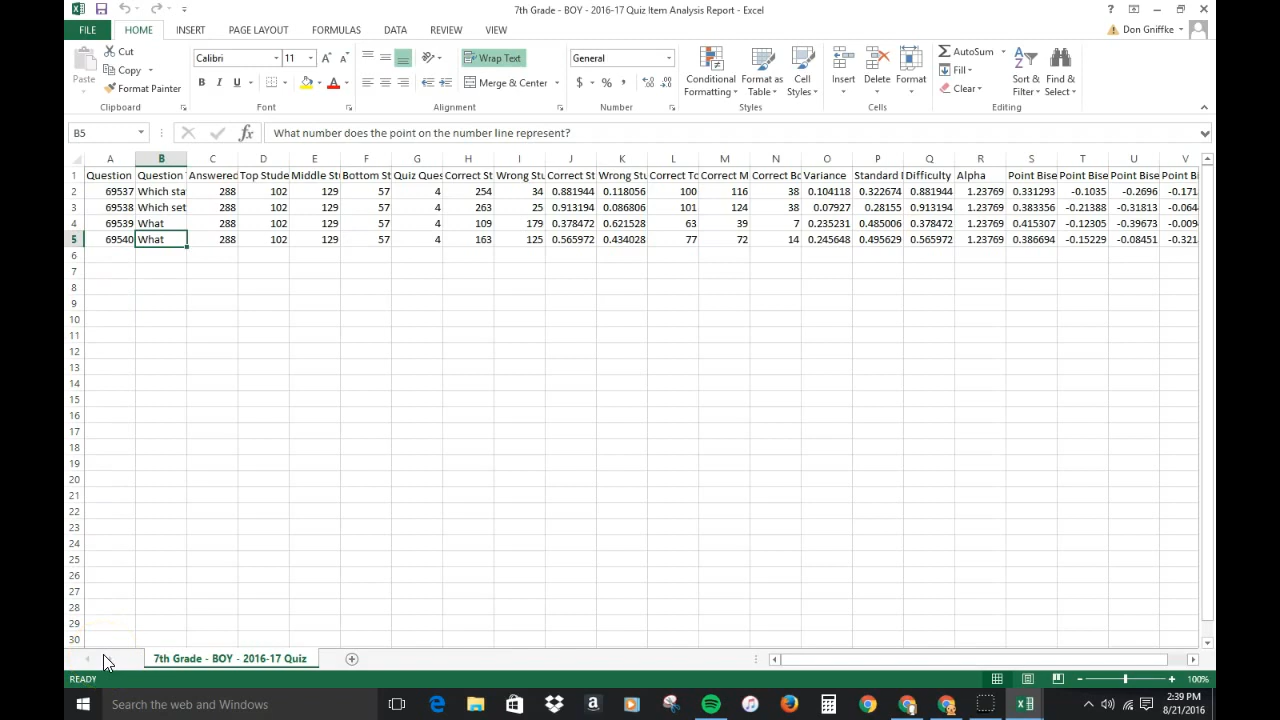 7th Grade - BOY - 2016-17 Quiz Item Analysis Report - Excel
FILE HOME INSERT PAGE LAYOUT FORMULAS DATA REVIEW VIEW Don Griffke
Paste Cut Copy Format Painter Clipboard
Calibri 11 B I U Font
Wrap Text Merge & Center Alignment
General $ % , Number
Conditional Formatting Format as Table Cell Styles Styles
Insert Delete Format Cells
AutoSum Fill Clear Sort & Filter Find & Select Editing
B5 fx What number does the point on the number line represent?
A B C D E F G H I J K L M N O P Q R S T U V
1 Question Question Answered Top Stude Middle Stu Bottom St Quiz Ques Correct St Wrong Stu Correct St Wrong Stu Correct To Correct M Correct Bo Variance Standard D Difficulty Alpha Point Bise Point Bise Point Bise Point Bi
2 69537 Which sta 288 102 129 57 4 254 34 0.881944 0.118056 100 116 38 0.104118 0.322674 0.881944 1.23769 0.331293 -0.1035 -0.2696 -0.171
3 69538 Which set 288 102 129 57 4 263 25 0.913194 0.086806 101 124 38 0.07927 0.28155 0.913194 1.23769 0.383356 -0.21388 -0.31813 -0.064
4 69539 What 288 102 129 57 4 109 179 0.378472 0.621528 63 39 7 0.235231 0.485006 0.378472 1.23769 0.415307 -0.12305 -0.39673 -0.009
5 69540 What 288 102 129 57 4 163 125 0.565972 0.434028 77 72 14 0.245648 0.495629 0.565972 1.23769 0.386694 -0.15229 -0.08451 -0.321
6
7
8
9
10
11
12
13
14
15
16
17
18
19
20
21
22
23
24
25
26
27
28
29
30
7th Grade - BOY - 2016-17 Quiz
READY 100%
Search the web and Windows
2:39 PM
8/21/2016